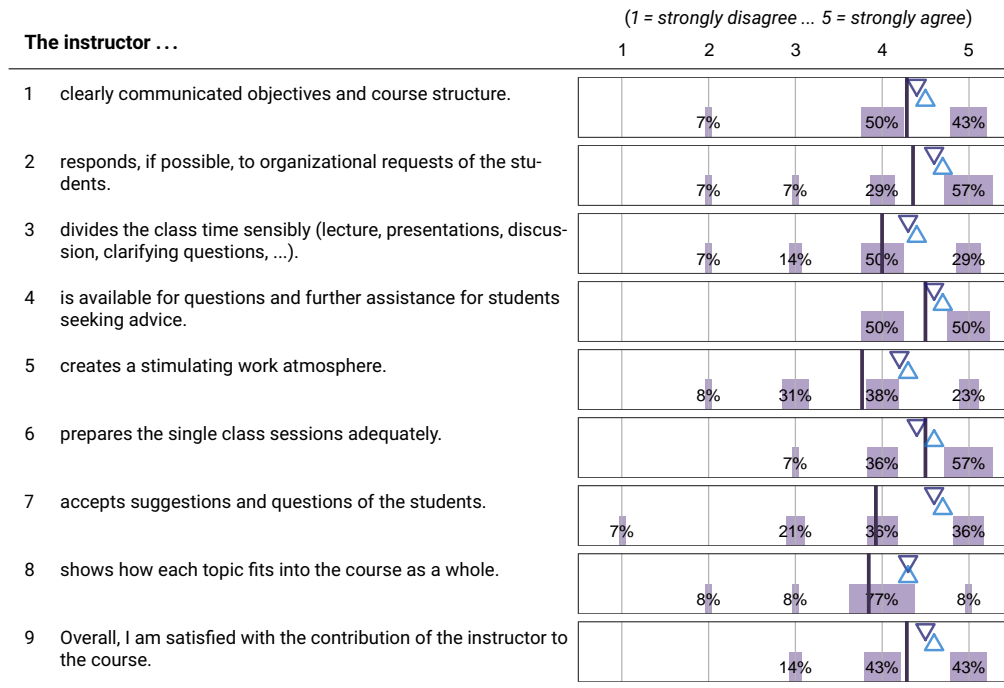 (1 = strongly disagree ... 5 = strongly agree)
The instructor . . .
1 2 3 4 5
1 clearly communicated objectives and course structure.
7% 50% 43%
2 responds, if possible, to organizational requests of the stu-
dents.
7% 7% 29% 57%
3 divides the class time sensibly (lecture, presentations, discus-
sion, clarifying questions, ...).
7% 14% 50% 29%
4 is available for questions and further assistance for students
seeking advice.
50% 50%
5 creates a stimulating work atmosphere.
8% 31% 38% 23%
6 prepares the single class sessions adequately.
7% 36% 57%
7 accepts suggestions and questions of the students.
7% 21% 36% 36%
8 shows how each topic fits into the course as a whole.
8% 8% 77% 8%
9 Overall, I am satisfied with the contribution of the instructor to
the course.
14% 43% 43%